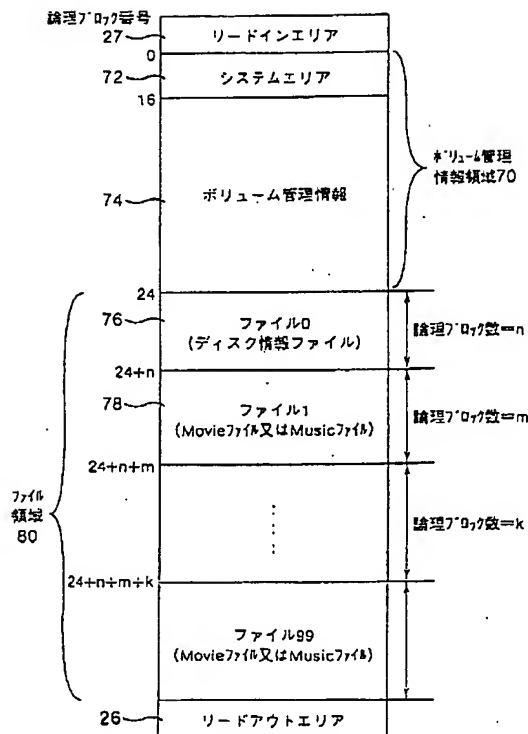 論理ブロック番号
27
リードインエリア
0
72
システムエリア
16
74
ボリューム管理情報
ボリューム管理
情報領域70
24
76
ファイル0
(ディスク情報ファイル)
論理ブロック数=n
24+n
78
ファイル1
(Movieファイル又はMusicファイル)
論理ブロック数=m
24+n+m
ファイル
領域
80
論理ブロック数=k
24+n+m+k
ファイル99
(Movieファイル又はMusicファイル)
26
リードアウトエリア